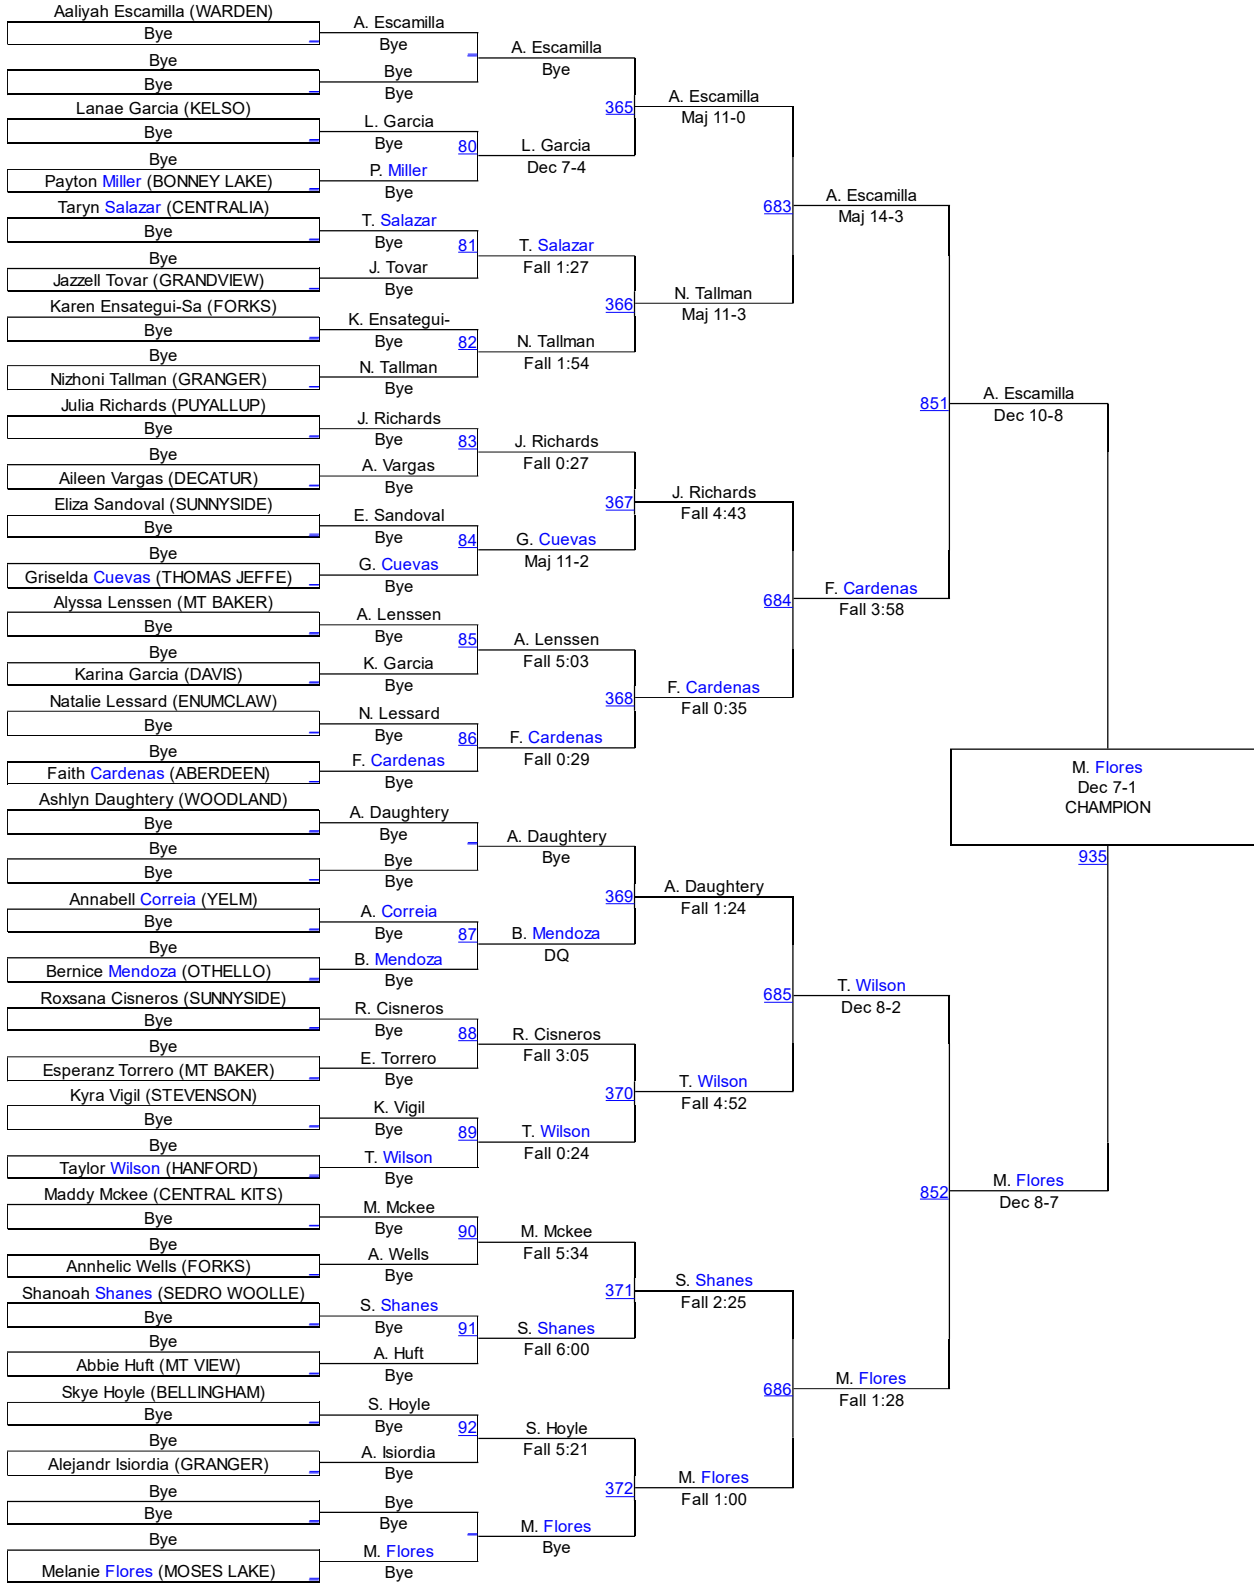 Aaliyah Escamilla (WARDEN)
Bye
Bye
Bye
Lanae Garcia (KELSO)
Bye
Bye
Payton Miller (BONNEY LAKE)
Taryn Salazar (CENTRALIA)
Bye
Bye
Jazzell Tovar (GRANDVIEW)
Karen Ensategui-Sa (FORKS)
Bye
Bye
Nizhoni Tallman (GRANGER)
Julia Richards (PUYALLUP)
Bye
Bye
Aileen Vargas (DECATUR)
Eliza Sandoval (SUNNYSIDE)
Bye
Bye
Griselda Cuevas (THOMAS JEFFE)
Alyssa Lenssen (MT BAKER)
Bye
Bye
Karina Garcia (DAVIS)
Natalie Lessard (ENUMCLAW)
Bye
Bye
Faith Cardenas (ABERDEEN)
Ashlyn Daughtery (WOODLAND)
Bye
Bye
Bye
Annabell Correia (YELM)
Bye
Bye
Bernice Mendoza (OTHELLO)
Roxsana Cisneros (SUNNYSIDE)
Bye
Bye
Esperanz Torrero (MT BAKER)
Kyra Vigil (STEVENSON)
Bye
Bye
Taylor Wilson (HANFORD)
Maddy Mckee (CENTRAL KITS)
Bye
Bye
Annhelic Wells (FORKS)
Shanoah Shanes (SEDRO WOOLLE)
Bye
Bye
Abbie Huft (MT VIEW)
Skye Hoyle (BELLINGHAM)
Bye
Bye
Alejandr Isiordia (GRANGER)
Bye
Bye
Bye
Melanie Flores (MOSES LAKE)
A. Escamilla
Bye
Bye
Bye
L. Garcia
Bye
80
P. Miller
Bye
T. Salazar
Bye
81
J. Tovar
Bye
K. Ensategui-
Bye
82
N. Tallman
Bye
J. Richards
Bye
83
A. Vargas
Bye
E. Sandoval
Bye
84
G. Cuevas
Bye
A. Lenssen
Bye
85
K. Garcia
Bye
N. Lessard
Bye
86
F. Cardenas
Bye
A. Daughtery
Bye
Bye
Bye
A. Correia
Bye
87
B. Mendoza
Bye
R. Cisneros
Bye
88
E. Torrero
Bye
K. Vigil
Bye
89
T. Wilson
Bye
M. Mckee
Bye
90
A. Wells
Bye
S. Shanes
Bye
91
A. Huft
Bye
S. Hoyle
Bye
92
A. Isiordia
Bye
Bye
Bye
M. Flores
Bye
A. Escamilla
Bye
365
L. Garcia
Dec 7-4
T. Salazar
Fall 1:27
366
N. Tallman
Fall 1:54
J. Richards
Fall 0:27
367
G. Cuevas
Maj 11-2
A. Lenssen
Fall 5:03
368
F. Cardenas
Fall 0:29
A. Daughtery
Bye
369
B. Mendoza
DQ
R. Cisneros
Fall 3:05
370
T. Wilson
Fall 0:24
M. Mckee
Fall 5:34
371
S. Shanes
Fall 6:00
S. Hoyle
Fall 5:21
372
M. Flores
Bye
A. Escamilla
Maj 11-0
683
N. Tallman
Maj 11-3
J. Richards
Fall 4:43
684
F. Cardenas
Fall 0:35
A. Daughtery
Fall 1:24
685
T. Wilson
Fall 4:52
S. Shanes
Fall 2:25
686
M. Flores
Fall 1:00
A. Escamilla
Maj 14-3
851
F. Cardenas
Fall 3:58
T. Wilson
Dec 8-2
852
M. Flores
Fall 1:28
A. Escamilla
Dec 10-8
M. Flores
Dec 7-1
CHAMPION
935
M. Flores
Dec 8-7